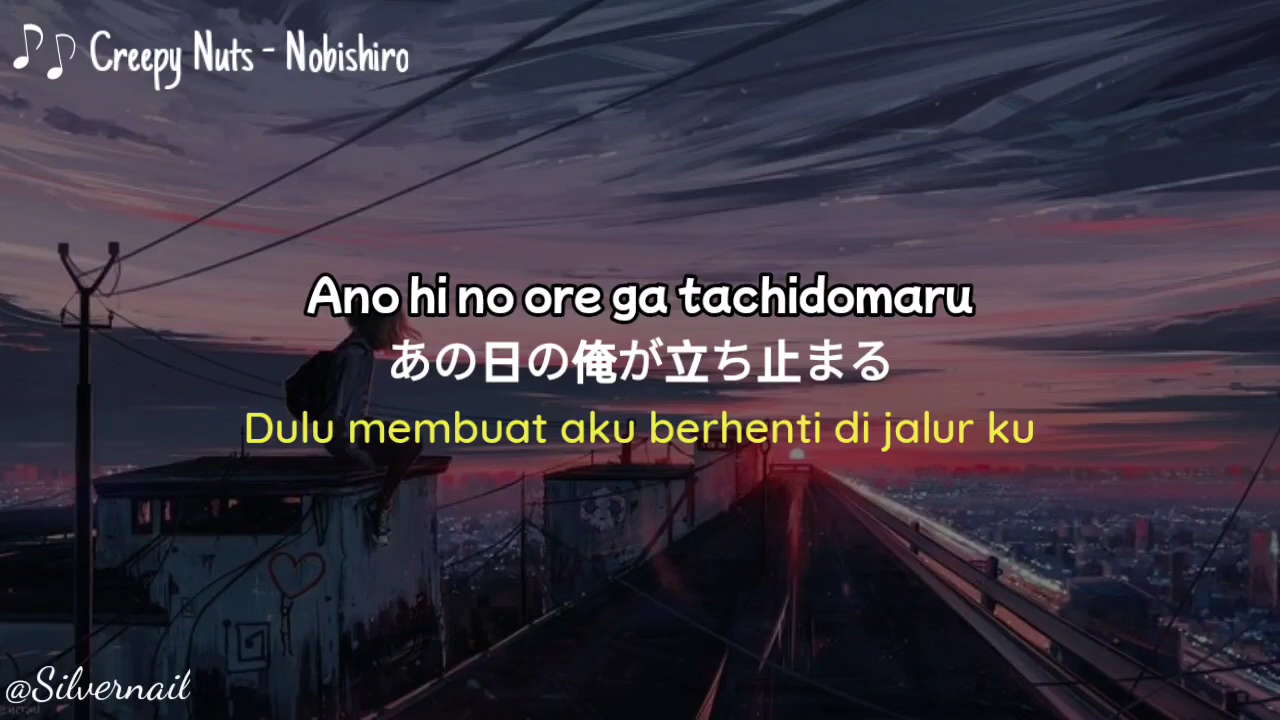 Creepy Nuts - Nobishiro
Ano hi no ore ga tachidomaru
あの日の俺が立ち止まる
Dulu membuat aku berhenti di jalur ku
@Silvernail